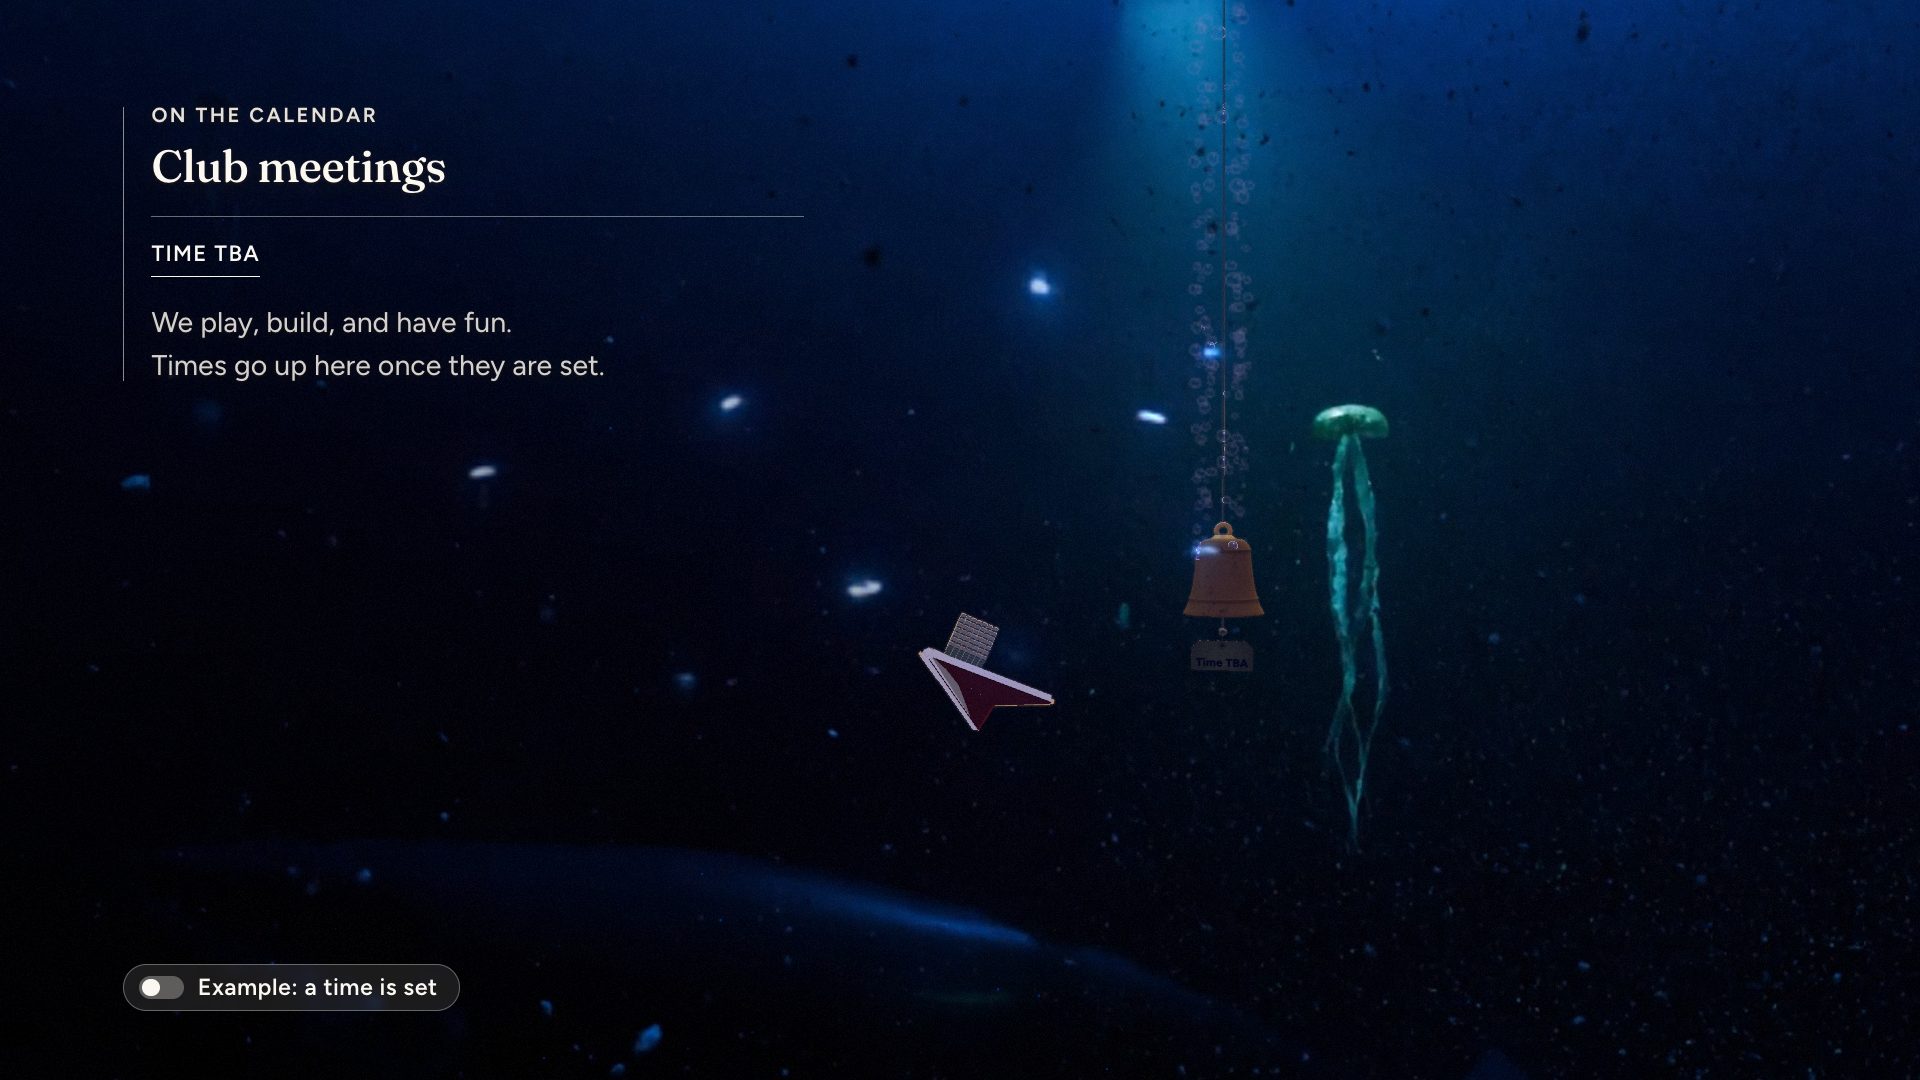 ON THE CALENDAR
Club meetings
TIME TBA
We play, build, and have fun.
Times go up here once they are set.
Time TBA
Example: a time is set